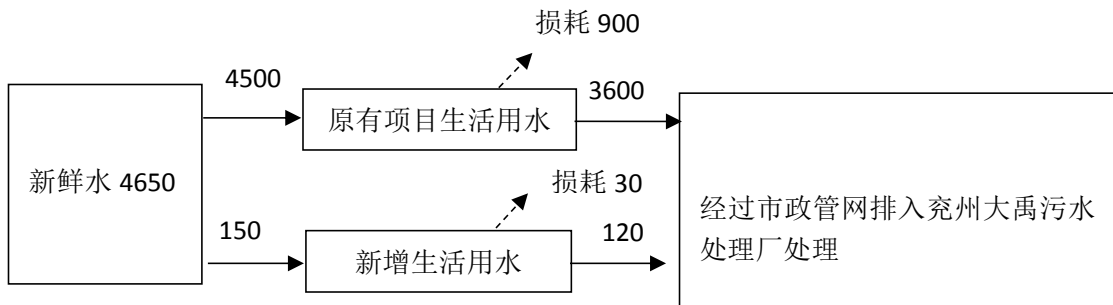 损耗 900
4500
3600
原有项目生活用水
新鲜水 4650
损耗 30
150
120
新增生活用水
经过市政管网排入兖州大禹污水
处理厂处理